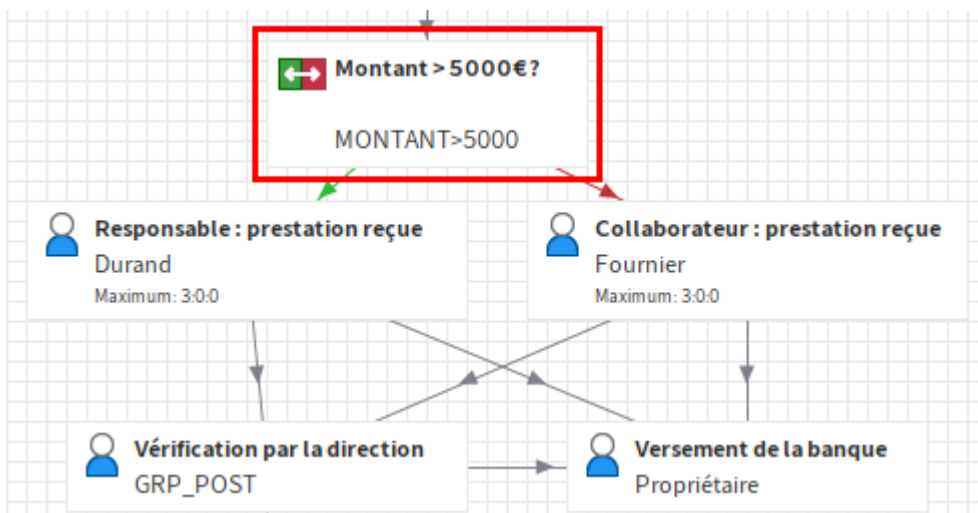 Montant > 5000€?
MONTANT>5000
Responsable : prestation reçue
Durand
Maximum: 3:0:0
Collaborateur : prestation reçue
Fournier
Maximum: 3:0:0
Vérification par la direction
GRP_POST
Versement de la banque
Propriétaire